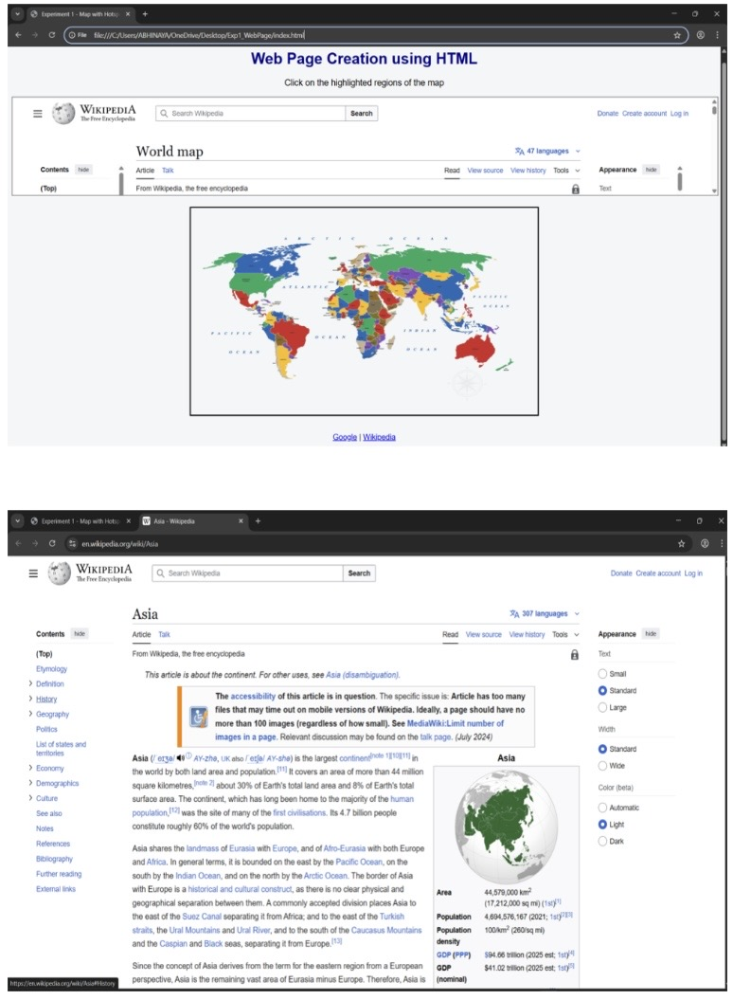 Experiment 1 - Map with Hots
File file:///C:/Users/ABHINAYA/OneDrive/Desktop/Exp1_WebPage/index.html
Web Page Creation using HTML
Click on the highlighted regions of the map
WIKIPEDIA
The Free Encyclopedia
Search Wikipedia Search
Donate Create account Log in
World map
47 languages
Contents hide
Article Talk
Read View source View history Tools
Appearance hide
(Top)
From Wikipedia, the free encyclopedia
Text
ARCTIC OCEAN
ATLANTIC
PACIFIC
OCEAN
PACIFIC
OCEAN
INDIAN
OCEAN
OCEAN
Google | Wikipedia
Experiment 1 - Map with Hots
Asia - Wikipedia
en.wikipedia.org/wiki/Asia
WIKIPEDIA
The Free Encyclopedia
Search Wikipedia Search
Donate Create account Log in
Asia
307 languages
Contents hide
Article Talk
Read View source View history Tools
Appearance hide
(Top)
Etymology
Definition
History
Geography
Politics
List of states and
territories
Economy
Demographics
Culture
See also
Notes
References
Bibliography
Further reading
External links
From Wikipedia, the free encyclopedia
This article is about the continent. For other uses, see Asia (disambiguation).
The accessibility of this article is in question. The specific issue is: Article has too many
files that may time out on mobile versions of Wikipedia. Ideally, a page should have no
more than 100 images (regardless of how small). See MediaWiki:Limit number of
images in a page. Relevant discussion may be found on the talk page. (July 2024)
Asia (/ˈeɪʒə/ AY-zhə, UK also /ˈeɪʃə/ AY-shə) is the largest continent[note 1][10][11] in
the world by both land area and population.[11] It covers an area of more than 44 million
square kilometres,[note 2] about 30% of Earth's total land area and 8% of Earth's total
surface area. The continent, which has long been home to the majority of the human
population,[12] was the site of many of the first civilisations. Its 4.7 billion people
constitute roughly 60% of the world's population.
Asia shares the landmass of Eurasia with Europe, and of Afro-Eurasia with both Europe
and Africa. In general terms, it is bounded on the east by the Pacific Ocean, on the
south by the Indian Ocean, and on the north by the Arctic Ocean. The border of Asia
with Europe is a historical and cultural construct, as there is no clear physical and
geographical separation between them. A commonly accepted division places Asia to
the east of the Suez Canal separating it from Africa; and to the east of the Turkish
straits, the Ural Mountains and Ural River, and to the south of the Caucasus Mountains
and the Caspian and Black seas, separating it from Europe.[13]
Since the concept of Asia derives from the term for the eastern region from a European
perspective, Asia is the remaining vast area of Eurasia minus Europe. Therefore, Asia is
Asia
Area 44,579,000 km2
(17,212,000 sq mi) (1st)[1]
Population 4,694,576,167 (2021; 1st)[2][3]
Population 100/km2 (260/sq mi)
density
GDP (PPP) $94.66 trillion (2025 est; 1st)[4]
GDP $41.02 trillion (2025 est; 1st)[5]
(nominal)
Text
Small
Standard
Large
Width
Standard
Wide
Color (beta)
Automatic
Light
Dark
https://en.wikipedia.org/wiki/Asia#History